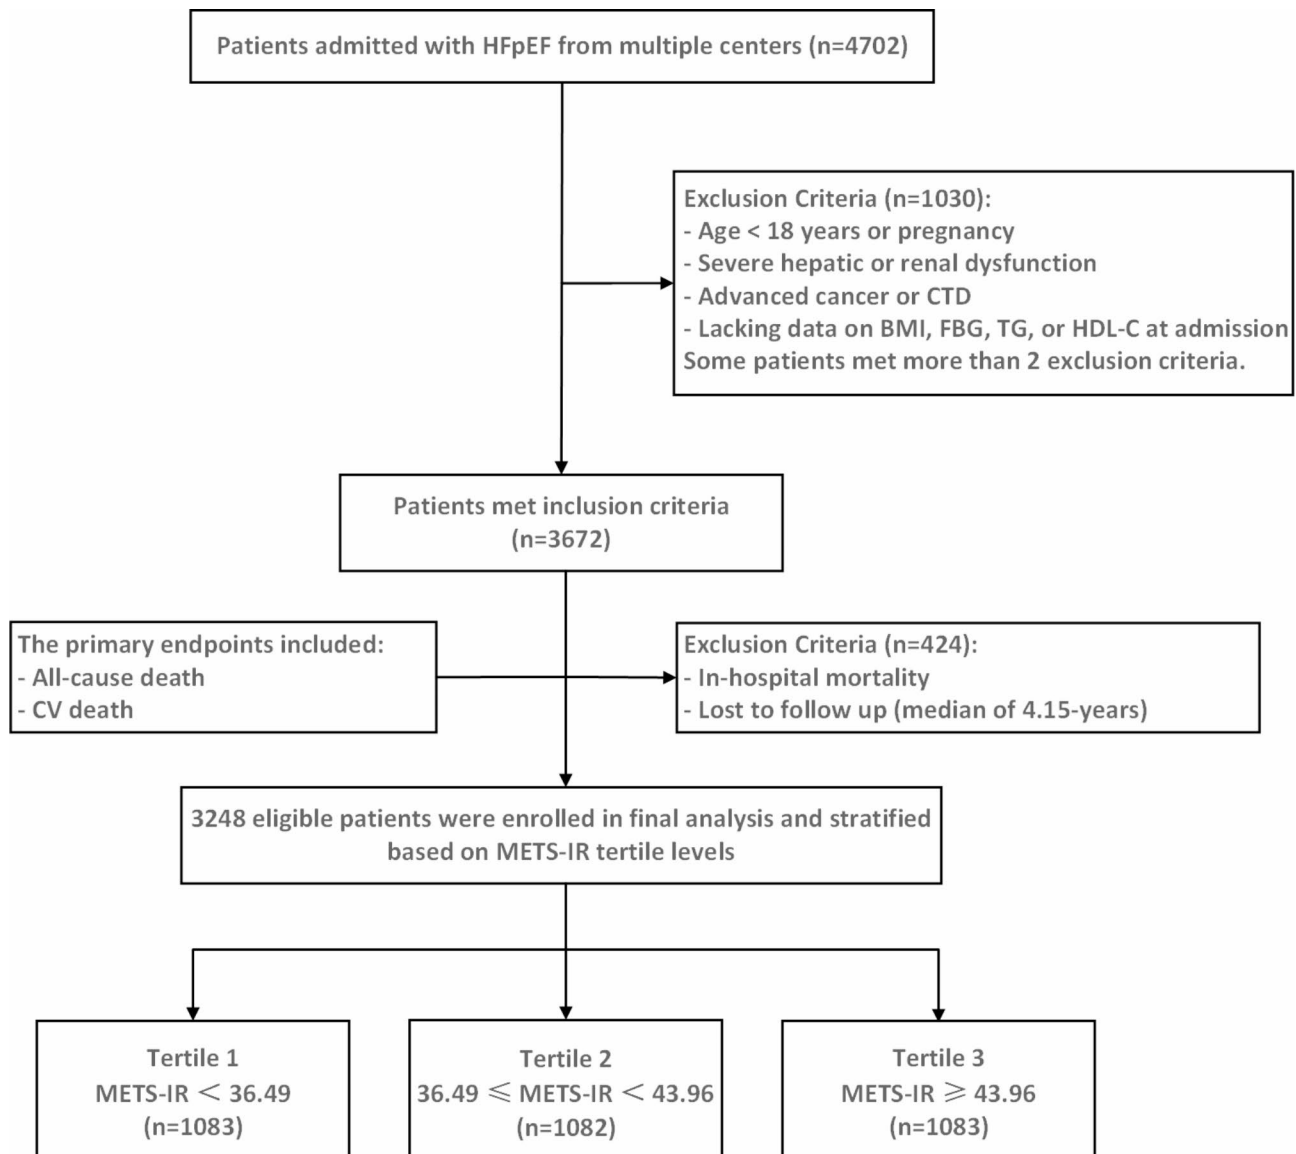 Patients admitted with HFpEF from multiple centers (n=4702)
Exclusion Criteria (n=1030):
- Age < 18 years or pregnancy
- Severe hepatic or renal dysfunction
- Advanced cancer or CTD
- Lacking data on BMI, FBG, TG, or HDL-C at admission
Some patients met more than 2 exclusion criteria.
Patients met inclusion criteria
(n=3672)
The primary endpoints included:
- All-cause death
- CV death
Exclusion Criteria (n=424):
- In-hospital mortality
- Lost to follow up (median of 4.15-years)
3248 eligible patients were enrolled in final analysis and stratified
based on METS-IR tertile levels
Tertile 1
METS-IR < 36.49
(n=1083)
Tertile 2
36.49 ≤ METS-IR < 43.96
(n=1082)
Tertile 3
METS-IR ≥ 43.96
(n=1083)